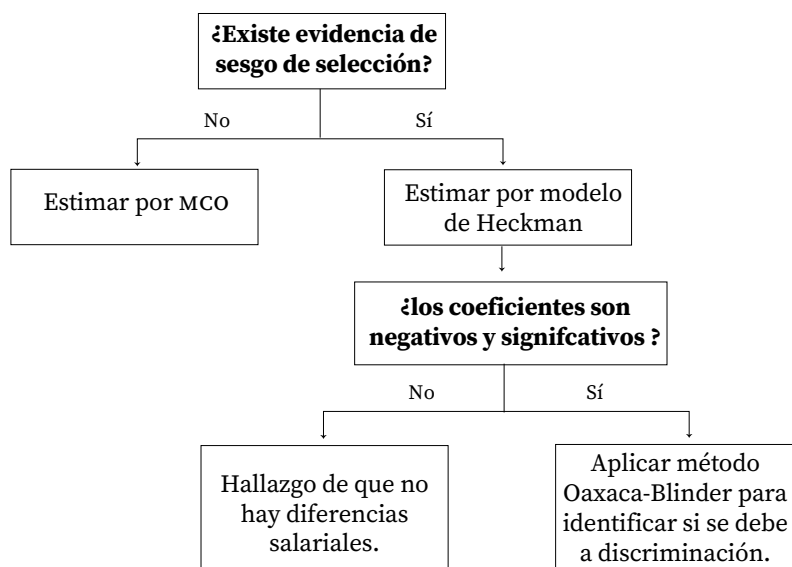 ¿Existe evidencia de
sesgo de selección?
No
Sí
Estimar por MCO
Estimar por modelo
de Heckman
¿los coeficientes son
negativos y signifcativos ?
No
Sí
Hallazgo de que no
hay diferencias
salariales.
Aplicar método
Oaxaca-Blinder para
identificar si se debe
a discriminación.